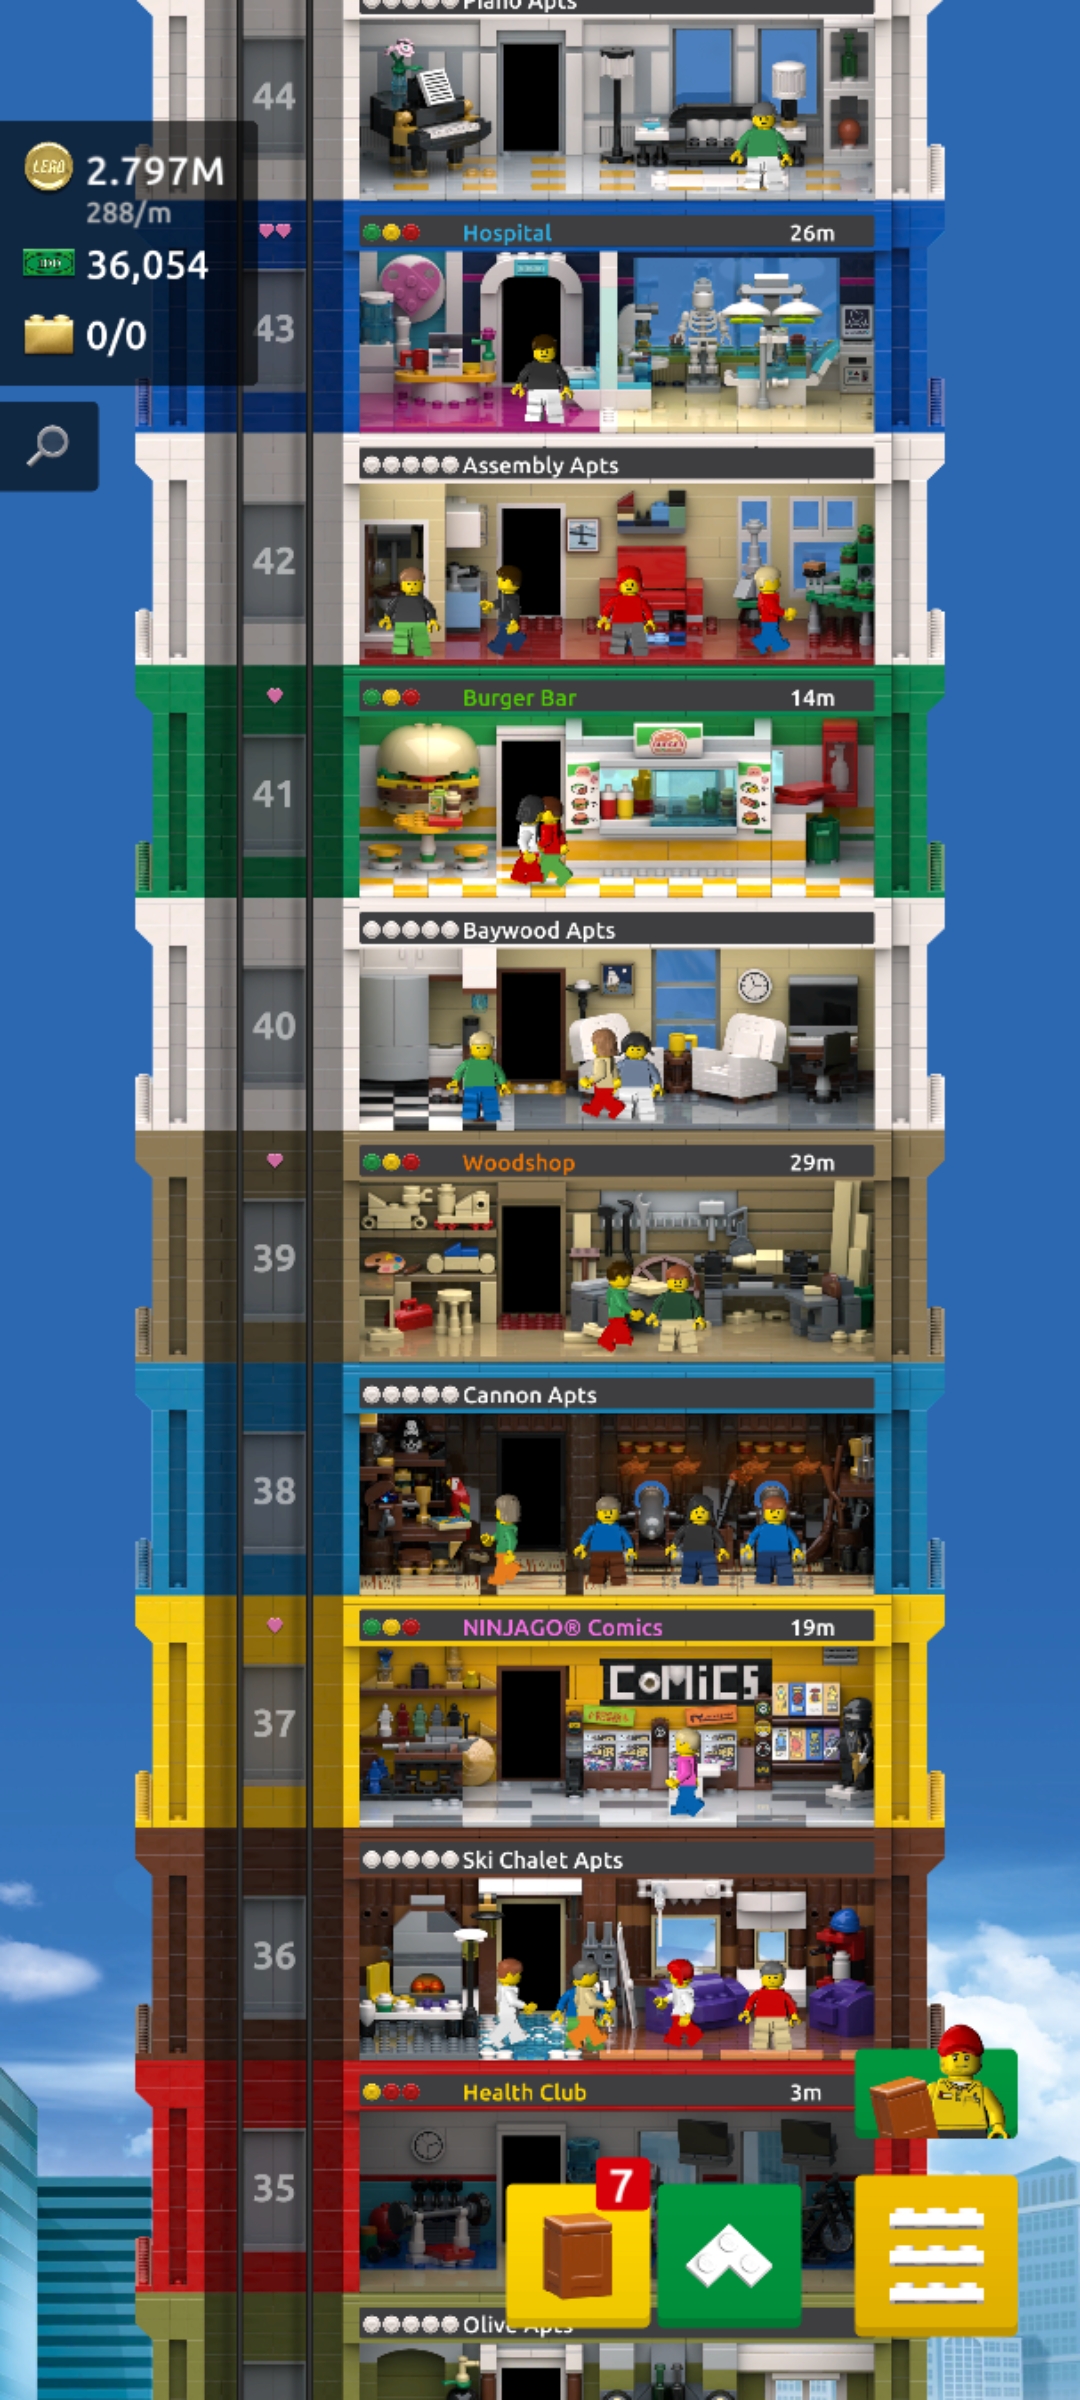 Piano Apts
44
LEGO
2.797M
288/m
36,054
0/0
Hospital 26m
43
Assembly Apts
42
Burger Bar 14m
41
Baywood Apts
40
Woodshop 29m
39
Cannon Apts
38
NINJAGO® Comics 19m
COMiCS
37
Ski Chalet Apts
36
Health Club 3m
35
7
Olive Apts